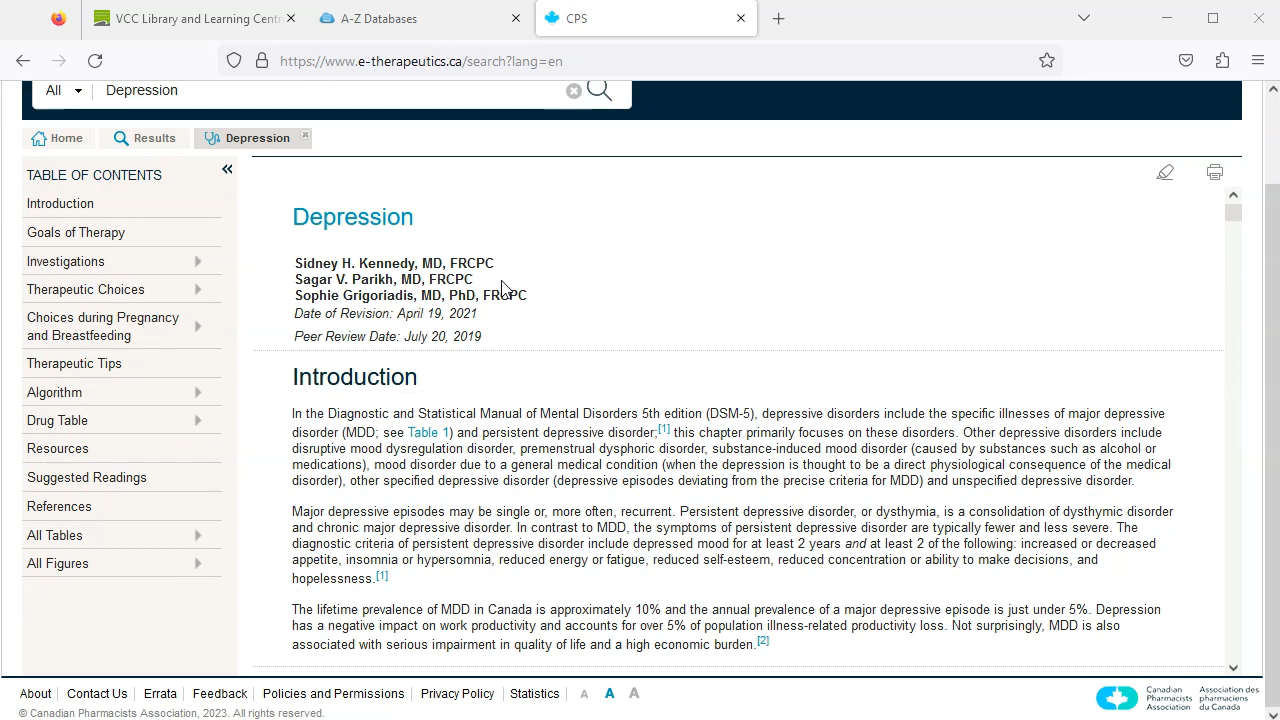 VCC Library and Learning Cent
A-Z Databases
CPS
https://www.e-therapeutics.ca/search?lang=en
All
Depression
Home
Results
Depression
TABLE OF CONTENTS
Introduction
Goals of Therapy
Investigations
Therapeutic Choices
Choices during Pregnancy
and Breastfeeding
Therapeutic Tips
Algorithm
Drug Table
Resources
Suggested Readings
References
All Tables
All Figures
Depression
Sidney H. Kennedy, MD, FRCPC
Sagar V. Parikh, MD, FRCPC
Sophie Grigoriadis, MD, PhD, FRCPC
Date of Revision: April 19, 2021
Peer Review Date: July 20, 2019
Introduction
In the Diagnostic and Statistical Manual of Mental Disorders 5th edition (DSM-5), depressive disorders include the specific illnesses of major depressive
disorder (MDD; see Table 1) and persistent depressive disorder;[1] this chapter primarily focuses on these disorders. Other depressive disorders include
disruptive mood dysregulation disorder, premenstrual dysphoric disorder, substance-induced mood disorder (caused by substances such as alcohol or
medications), mood disorder due to a general medical condition (when the depression is thought to be a direct physiological consequence of the medical
disorder), other specified depressive disorder (depressive episodes deviating from the precise criteria for MDD) and unspecified depressive disorder.
Major depressive episodes may be single or, more often, recurrent. Persistent depressive disorder, or dysthymia, is a consolidation of dysthymic disorder
and chronic major depressive disorder. In contrast to MDD, the symptoms of persistent depressive disorder are typically fewer and less severe. The
diagnostic criteria of persistent depressive disorder include depressed mood for at least 2 years and at least 2 of the following: increased or decreased
appetite, insomnia or hypersomnia, reduced energy or fatigue, reduced self-esteem, reduced concentration or ability to make decisions, and
hopelessness.[1]
The lifetime prevalence of MDD in Canada is approximately 10% and the annual prevalence of a major depressive episode is just under 5%. Depression
has a negative impact on work productivity and accounts for over 5% of population illness-related productivity loss. Not surprisingly, MDD is also
associated with serious impairment in quality of life and a high economic burden.[2]
About Contact Us Errata Feedback Policies and Permissions Privacy Policy Statistics A A A
© Canadian Pharmacists Association, 2023. All rights reserved.
Canadian
Pharmacists
Association
Association des
pharmaciens
du Canada